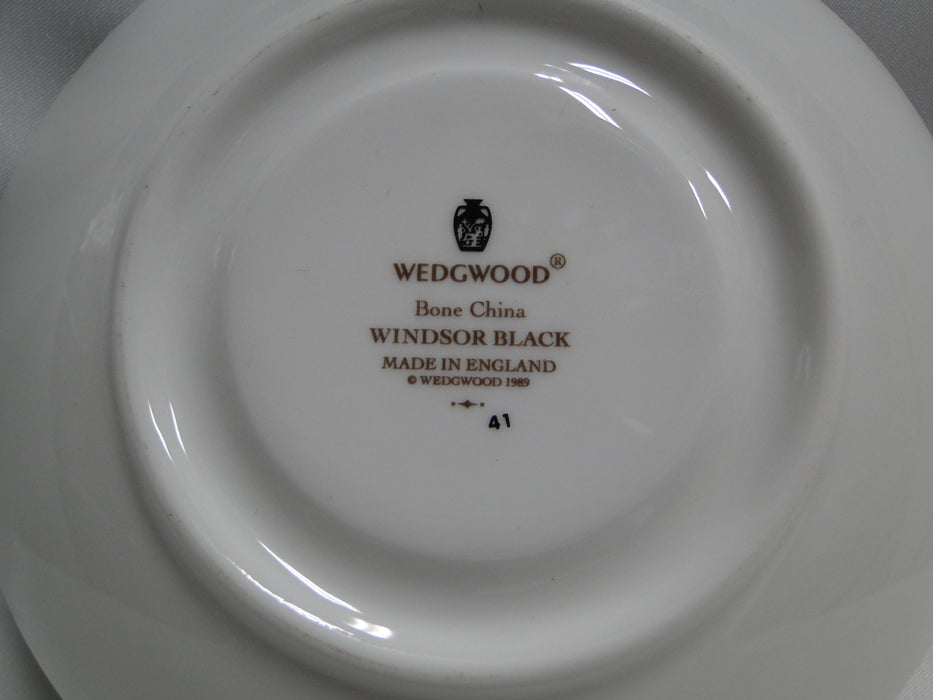 WEDGWOOD®
Bone China
WINDSOR BLACK
MADE IN ENGLAND
© WEDGWOOD 1989
41